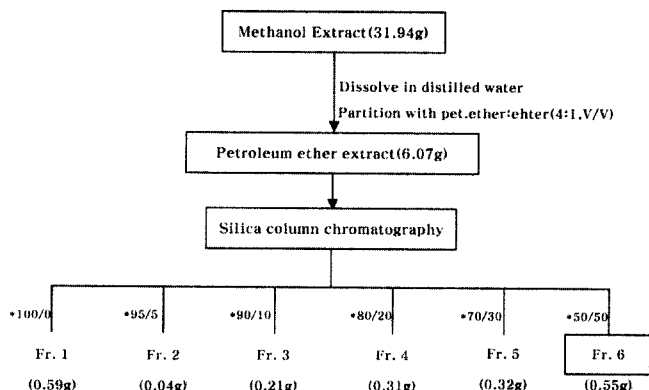 Methanol Extract(31.94g)
Dissolve in distilled water
Partition with pet.ether:ehter(4:1,V/V)
Petroleum ether extract(6.07g)
Silica column chromatography
*100/0 *95/5 *90/10 *80/20 *70/30 *50/50
Fr. 1 Fr. 2 Fr. 3 Fr. 4 Fr. 5 Fr. 6
(0.59g) (0.04g) (0.21g) (0.31g) (0.32g) (0.55g)